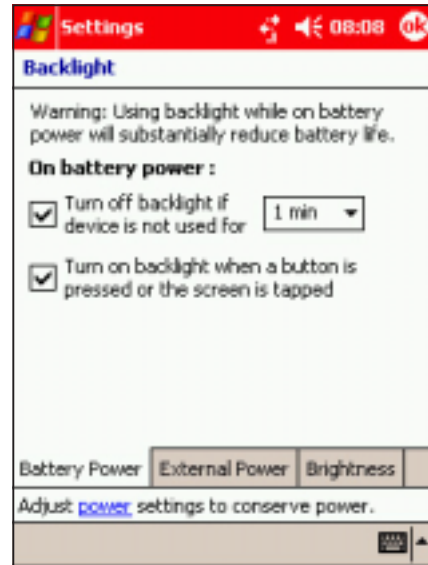 Settings 08:08 ok
Backlight
Warning: Using backlight while on battery
power will substantially reduce battery life.
On battery power :
Turn off backlight if
device is not used for 1 min
Turn on backlight when a button is
pressed or the screen is tapped
Battery Power External Power Brightness
Adjust power settings to conserve power.